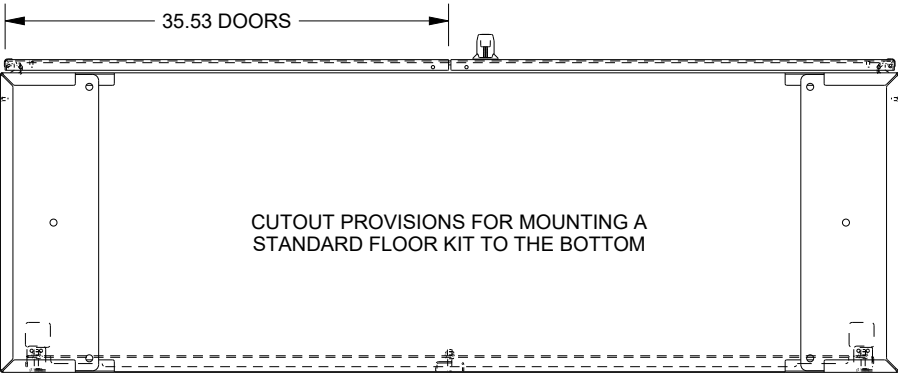 35.53 DOORS
CUTOUT PROVISIONS FOR MOUNTING A
STANDARD FLOOR KIT TO THE BOTTOM